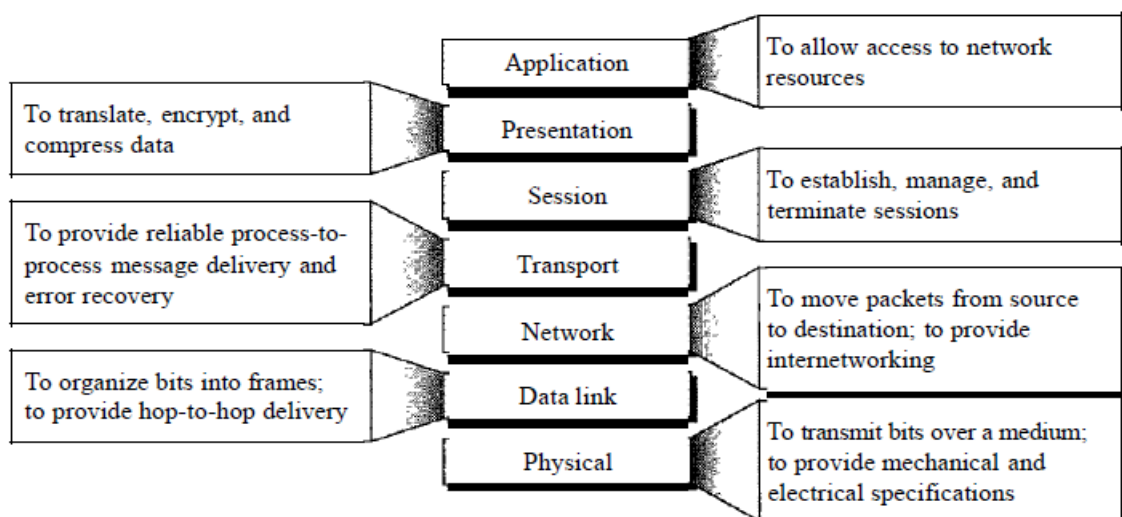 Application
To allow access to network
resources
To translate, encrypt, and
compress data
Presentation
Session
To establish, manage, and
terminate sessions
To provide reliable process-to-
process message delivery and
error recovery
Transport
Network
To move packets from source
to destination; to provide
internetworking
To organize bits into frames;
to provide hop-to-hop delivery
Data link
Physical
To transmit bits over a medium;
to provide mechanical and
electrical specifications